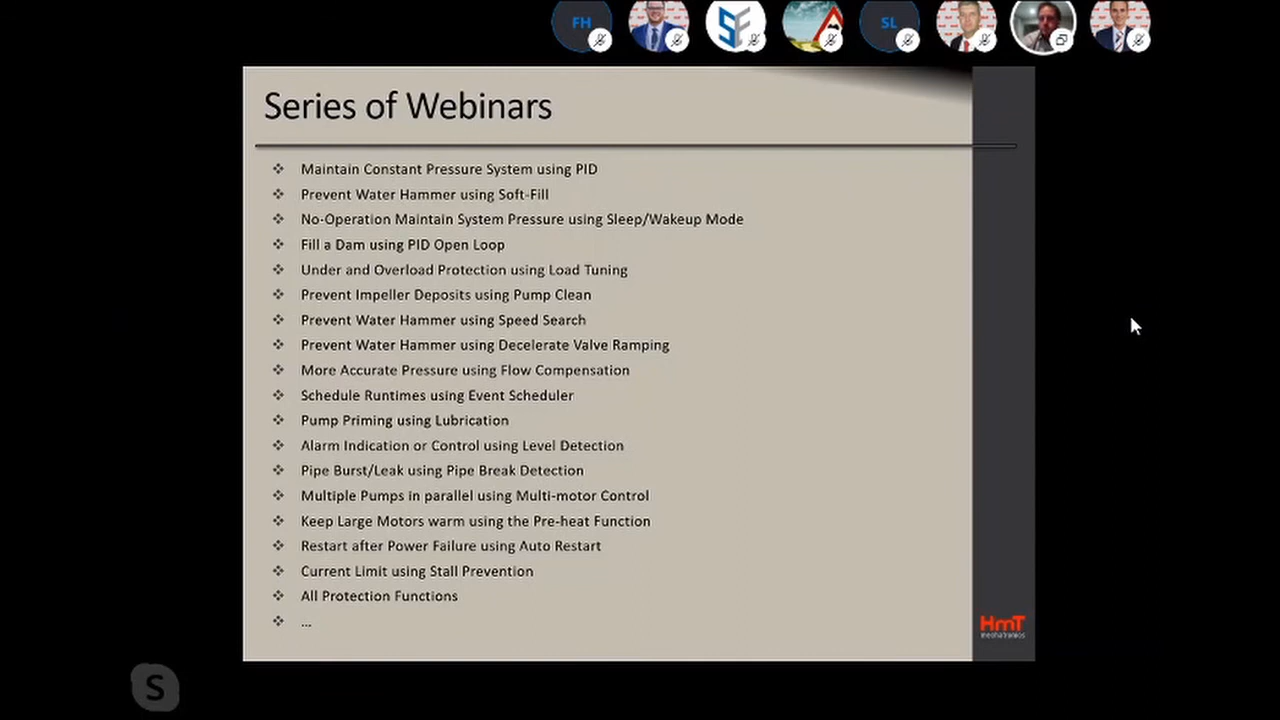 FH
SF
SL
Series of Webinars
❖ Maintain Constant Pressure System using PID
❖ Prevent Water Hammer using Soft-Fill
❖ No-Operation Maintain System Pressure using Sleep/Wakeup Mode
❖ Fill a Dam using PID Open Loop
❖ Under and Overload Protection using Load Tuning
❖ Prevent Impeller Deposits using Pump Clean
❖ Prevent Water Hammer using Speed Search
❖ Prevent Water Hammer using Decelerate Valve Ramping
❖ More Accurate Pressure using Flow Compensation
❖ Schedule Runtimes using Event Scheduler
❖ Pump Priming using Lubrication
❖ Alarm Indication or Control using Level Detection
❖ Pipe Burst/Leak using Pipe Break Detection
❖ Multiple Pumps in parallel using Multi-motor Control
❖ Keep Large Motors warm using the Pre-heat Function
❖ Restart after Power Failure using Auto Restart
❖ Current Limit using Stall Prevention
❖ All Protection Functions
❖ ...
HmT
mechatronics
S